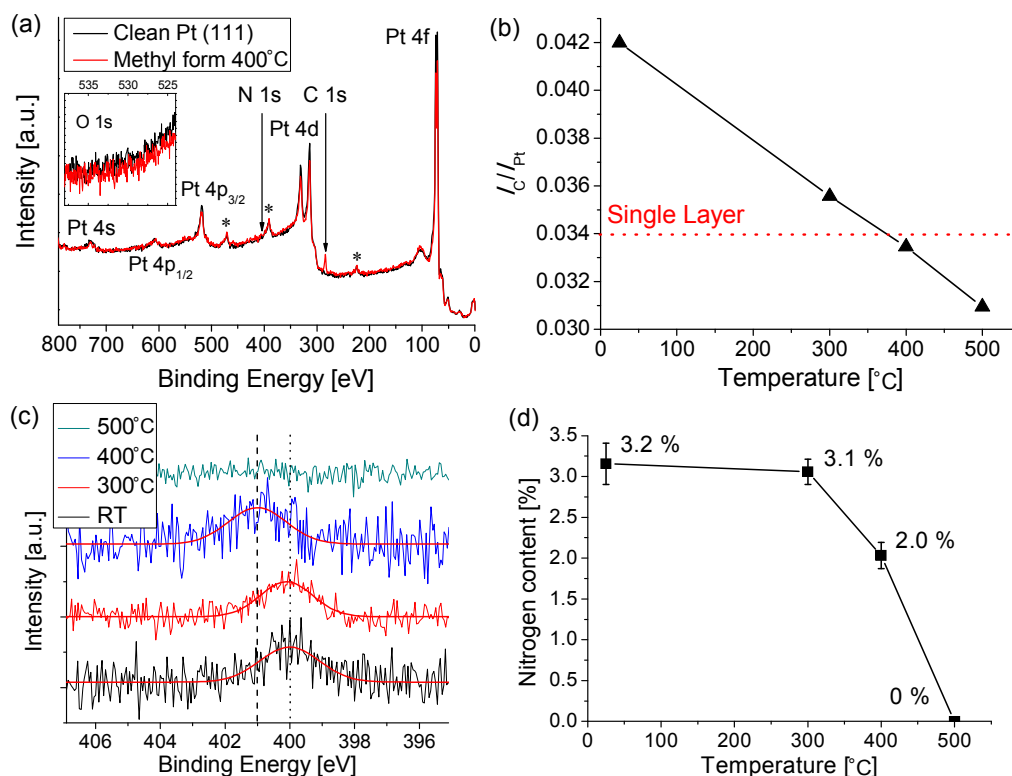 (a)
Clean Pt (111)
Methyl form 400°C
535 530 525
O 1s
N 1s
C 1s
Pt 4f
Pt 4d
Pt 4p3/2
Pt 4s
Pt 4p1/2
* * *
Intensity [a.u.]
800 700 600 500 400 300 200 100 0
Binding Energy [eV]
(b)
0.042
0.040
0.038
0.036
0.034
0.032
0.030
IC/IPt
Single Layer
0 100 200 300 400 500
Temperature [°C]
(c)
500°C
400°C
300°C
RT
Intensity [a.u.]
406 404 402 400 398 396
Binding Energy [eV]
(d)
3.5
3.0
2.5
2.0
1.5
1.0
0.5
0.0
Nitrogen content [%]
3.2 %
3.1 %
2.0 %
0 %
0 100 200 300 400 500
Temperature [°C]